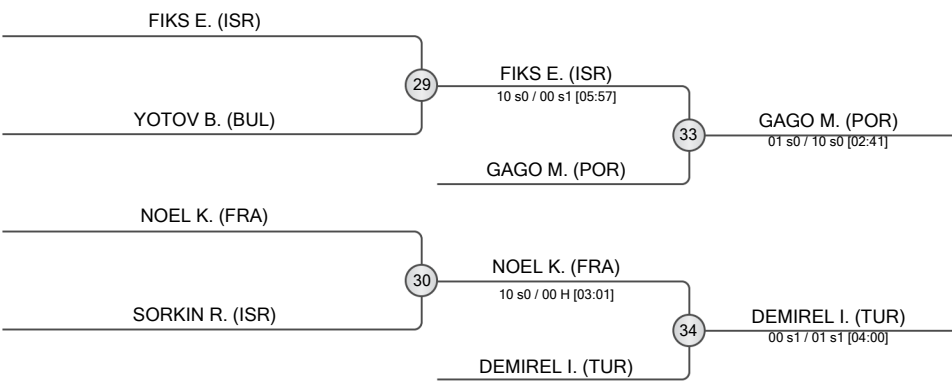 FIKS E. (ISR)
29
FIKS E. (ISR)
10 s0 / 00 s1 [05:57]
YOTOV B. (BUL)
33
GAGO M. (POR)
01 s0 / 10 s0 [02:41]
GAGO M. (POR)
NOEL K. (FRA)
30
NOEL K. (FRA)
10 s0 / 00 H [03:01]
SORKIN R. (ISR)
34
DEMIREL I. (TUR)
00 s1 / 01 s1 [04:00]
DEMIREL I. (TUR)